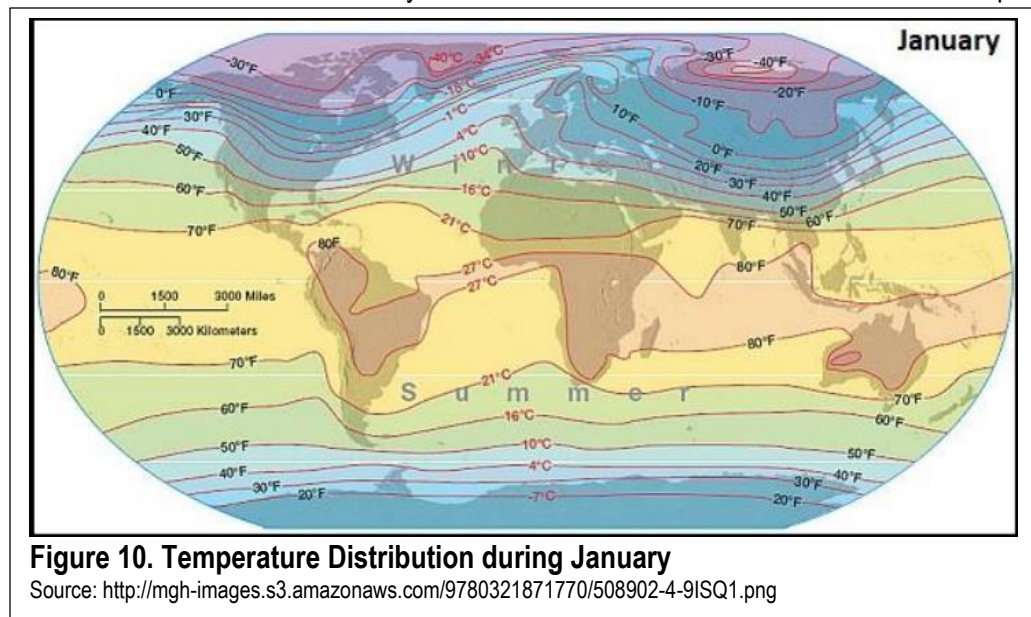 January
-30°F
-40°C -34°C
-30°F
-40°F
-20°F
0°F
-18°C
-10°F
30°F
-1°C
10°F
40°F
4°C
0°F
50°F
10°C
20°F
W i n t e
30°F
60°F
16°C
40°F
50°F
60°F
70°F
21°C
70°F
80F
80°F
27°C
80°F
27°C
0 1500 3000 Miles
0 1500 3000 Kilometers
80°F
70°F
21°C
S u m m e r
70°F
60°F
16°C
60°F
50°F
10°C
50°F
40°F
4°C
40°F
30°F
30°F
20°F
-7°C
20°F
Figure 10. Temperature Distribution during January
Source: http://mgh-images.s3.amazonaws.com/9780321871770/508902-4-9ISQ1.png